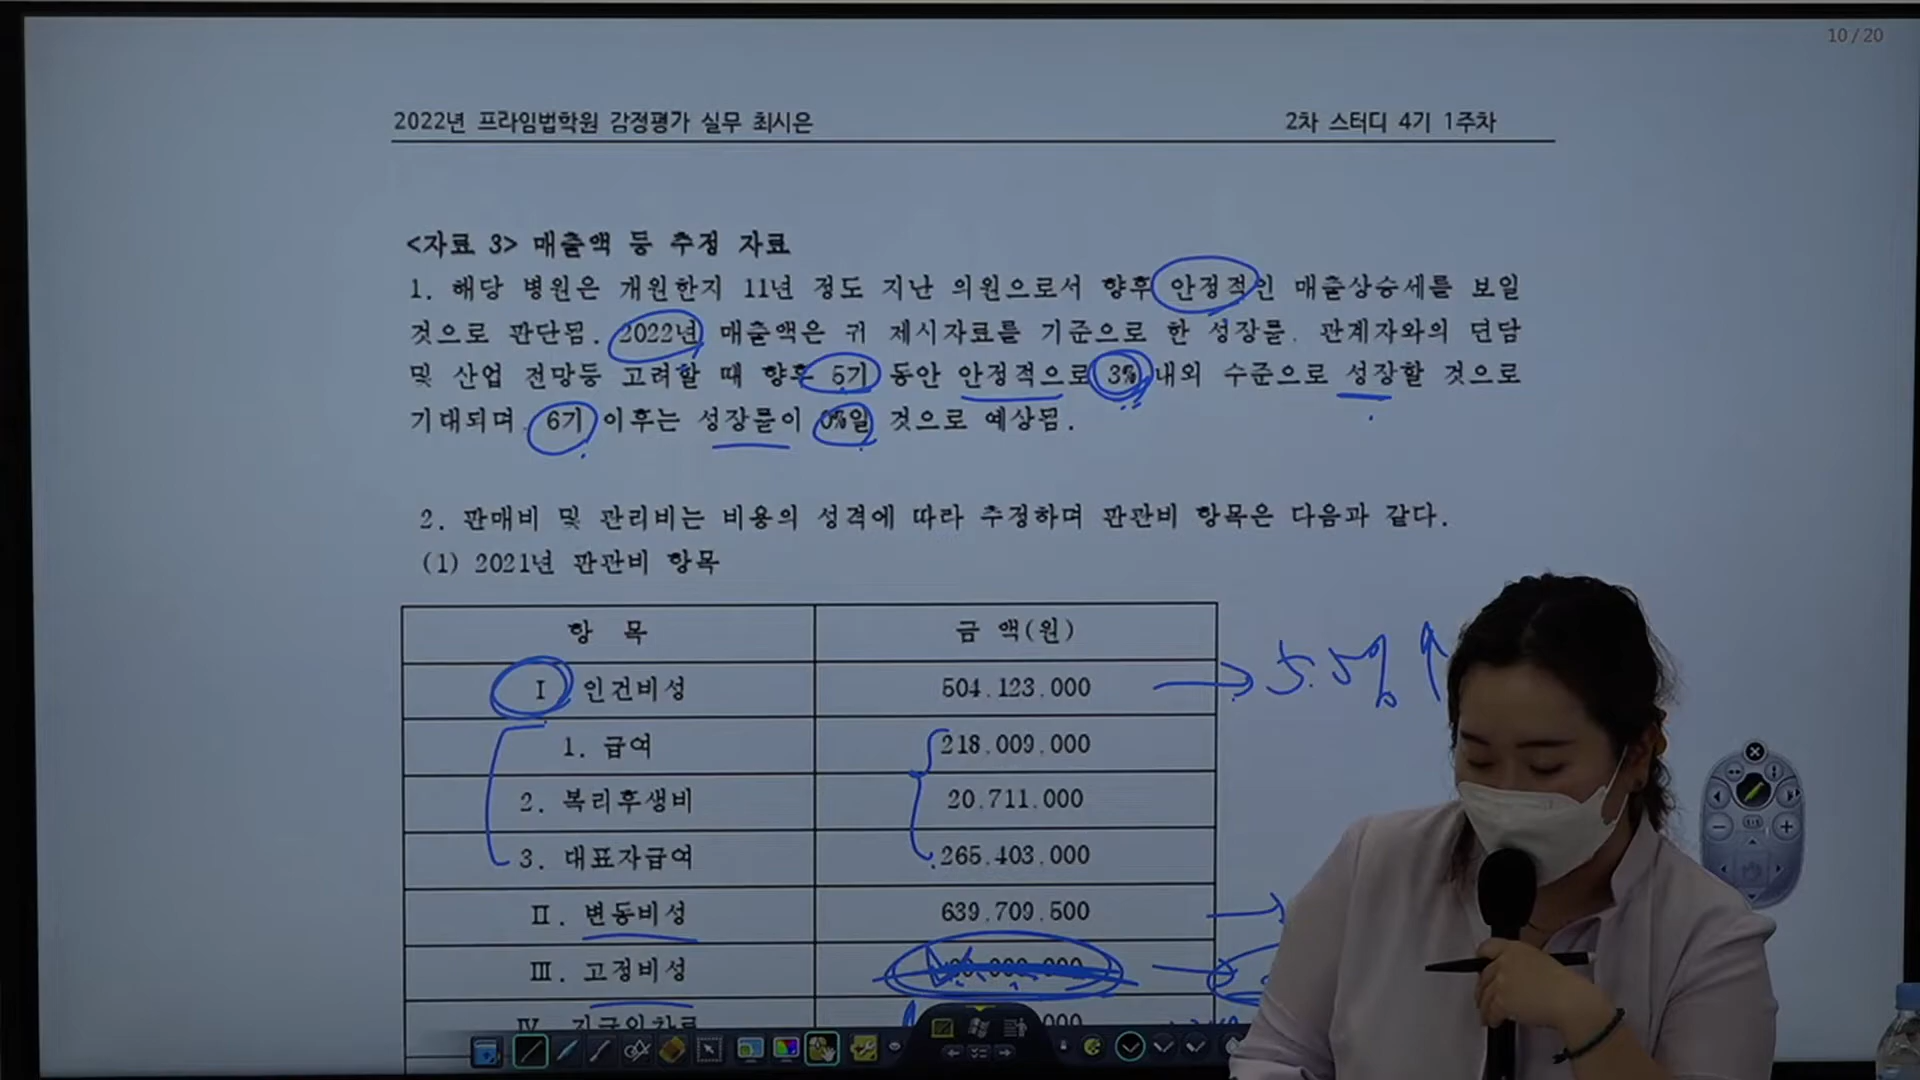 10 / 20
2022년 프라임법학원 감정평가 실무 최시은
2차 스터디 4기 1주차
<자료 3> 매출액 등 추정 자료
1. 해당 병원은 개원한지 11년 정도 지난 의원으로서 향후 안정적인 매출상승세를 보일
것으로 판단됨. 2022년 매출액은 귀 제시자료를 기준으로 한 성장률, 관계자와의 면담
및 산업 전망등 고려할 때 향후 5기 동안 안정적으로 3% 내외 수준으로 성장할 것으로
기대되며, 6기 이후는 성장률이 0%일 것으로 예상됨.
2. 판매비 및 관리비는 비용의 성격에 따라 추정하며 판관비 항목은 다음과 같다.
(1) 2021년 판관비 항목
항 목 금 액(원)
I 인건비성 504,123,000 → 5.5% ↑
1. 급여 218,009,000
2. 복리후생비 20,711,000
3. 대표자급여 265,403,000
Ⅱ. 변동비성 639,709,500
Ⅲ. 고정비성
Ⅳ. 지급임차료